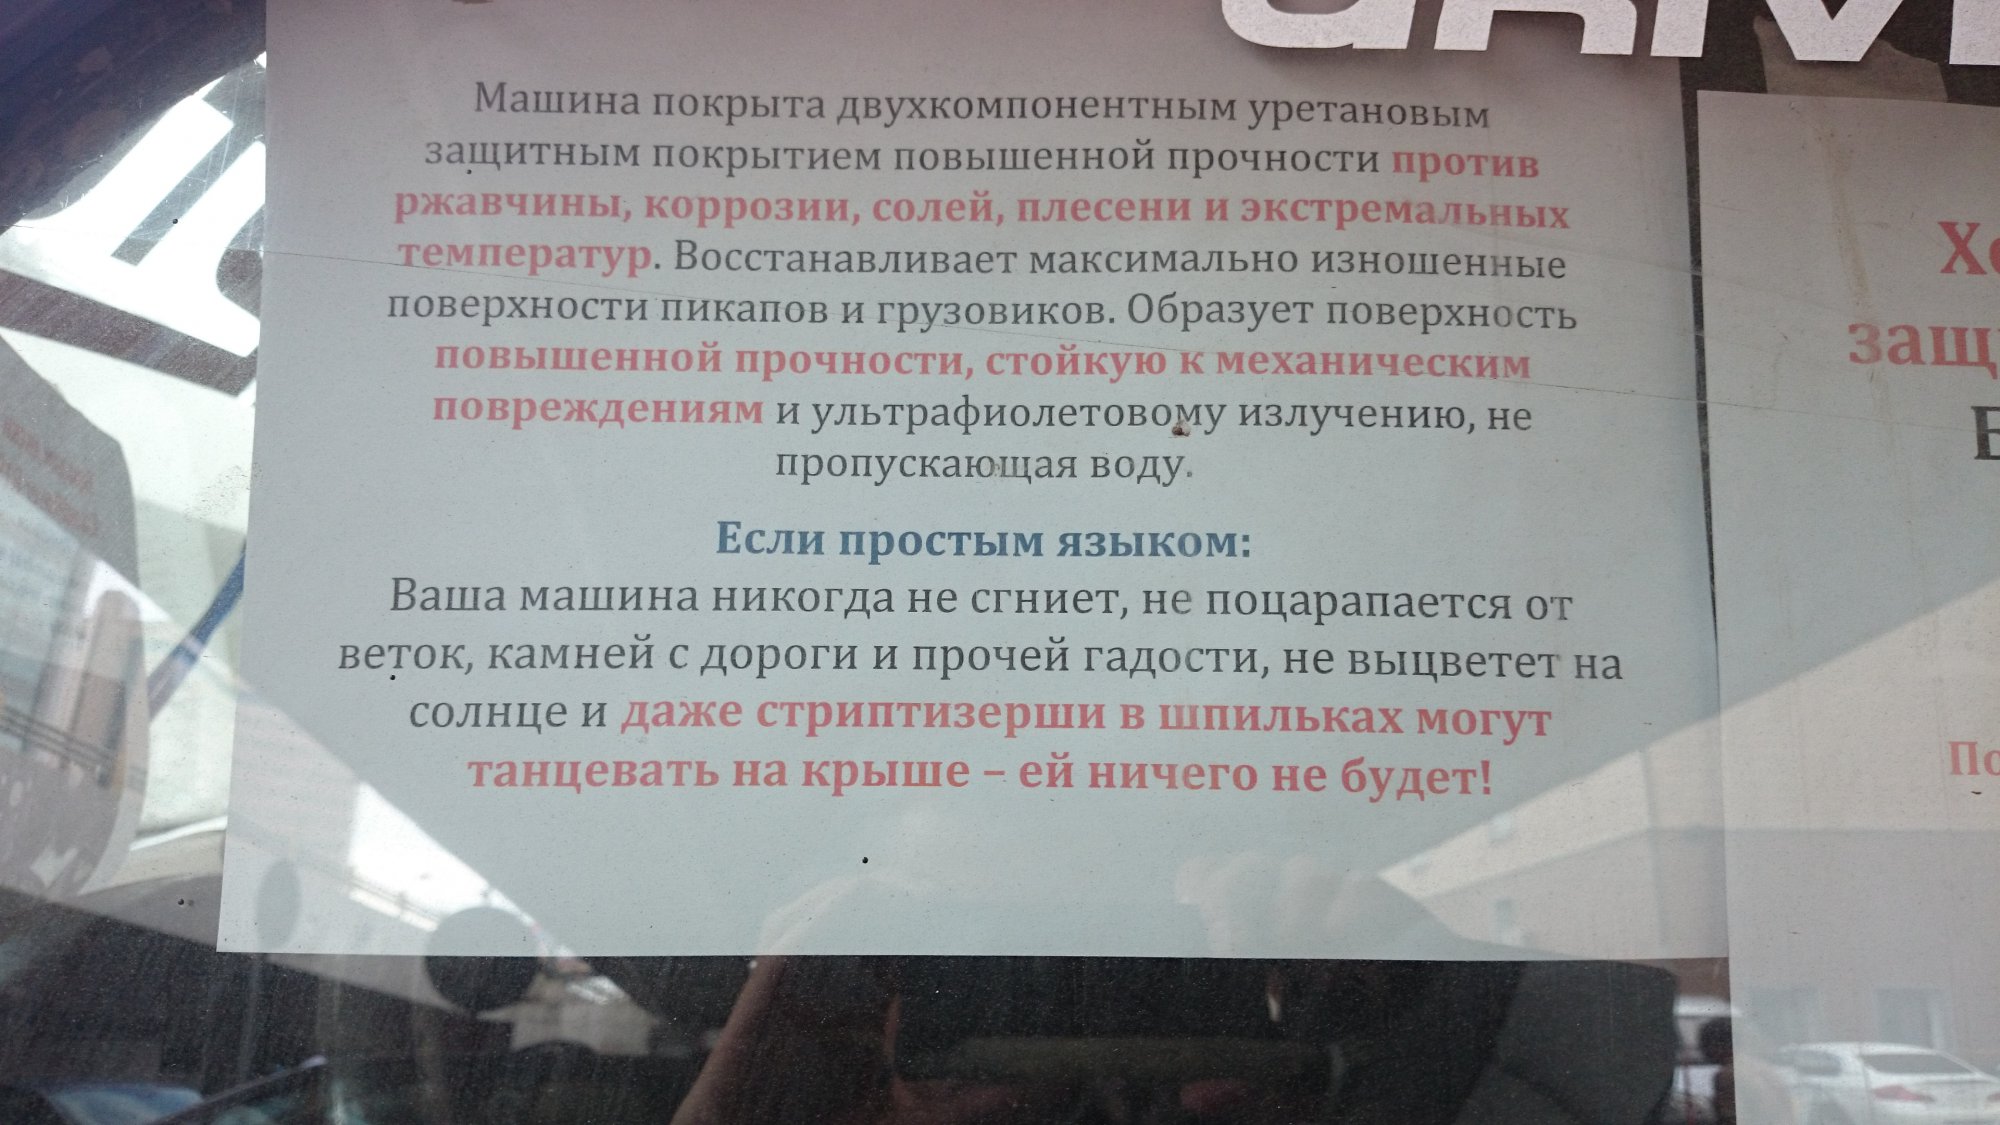 Машина покрыта двухкомпонентным уретановым
защитным покрытием повышенной прочности против
ржавчины, коррозии, солей, плесени и экстремальных
температур. Восстанавливает максимально изношенные
поверхности пикапов и грузовиков. Образует поверхность
повышенной прочности, стойкую к механическим
повреждениям и ультрафиолетовому излучению, не
пропускающая воду.
Если простым языком:
Ваша машина никогда не сгниет, не поцарапается от
веток, камней с дороги и прочей гадости, не выцветет на
солнце и даже стриптизерши в шпильках могут
танцевать на крыше – ей ничего не будет!